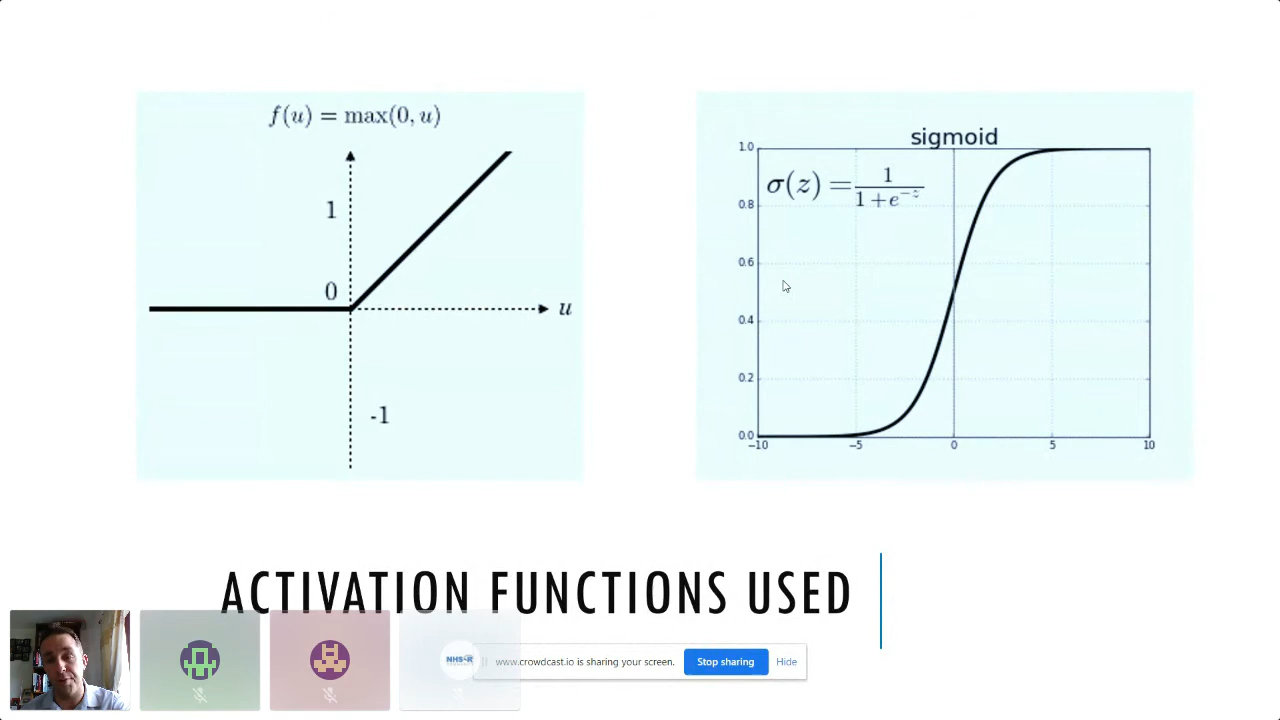 f(u) = max(0, u)
1
0
u
-1
sigmoid
σ(z) = 1 / 1+e^{-z}
1.0
0.8
0.6
0.4
0.2
0.0
-10 -5 0 5 10
ACTIVATION FUNCTIONS USED
NHS-R
www.crowdcast.io is sharing your screen. Stop sharing Hide